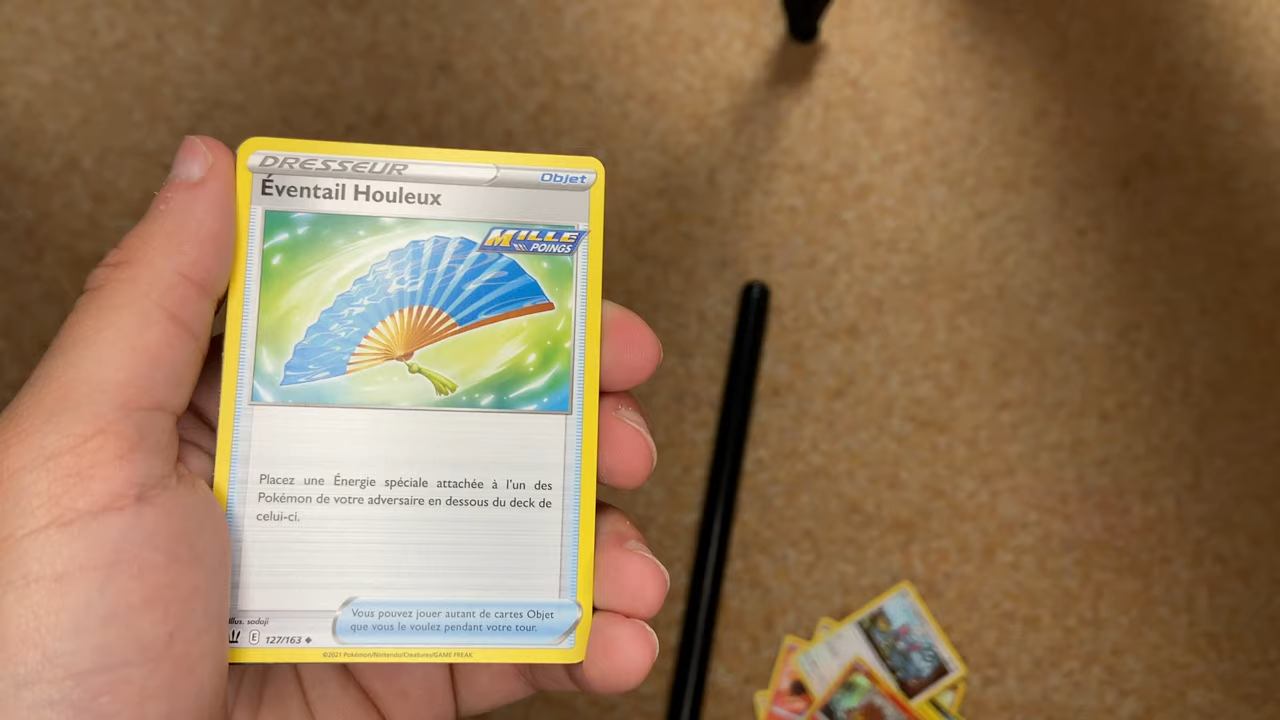 DRESSEUR
Objet
Éventail Houleux
MILLE
POINGS
Placez une Énergie spéciale attachée à l'un des
Pokémon de votre adversaire en dessous du deck de
celui-ci.
Vous pouvez jouer autant de cartes Objet
que vous le voulez pendant votre tour.
Illus. sadaji
E 127/163
©2021 Pokémon/Nintendo/Creatures/GAME FREAK